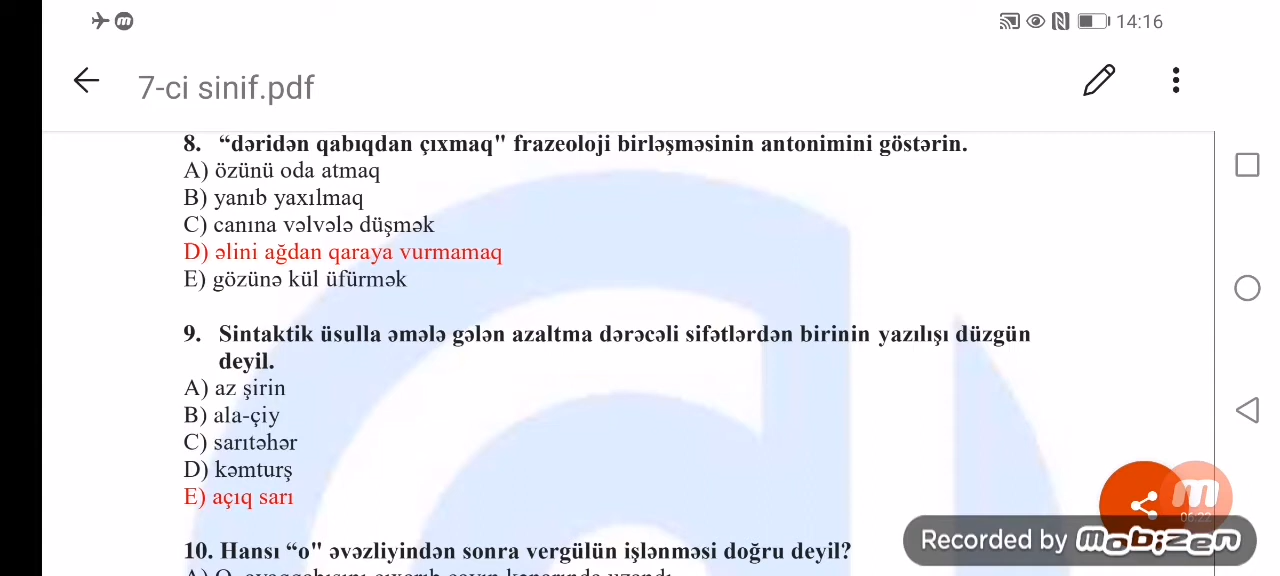 14:16
7-ci sinif.pdf
8. “dəridən qabıqdan çıxmaq" frazeoloji birləşməsinin antonimini göstərin.
A) özünü oda atmaq
B) yanıb yaxılmaq
C) canına vəlvələ düşmək
D) əlini ağdan qaraya vurmamaq
E) gözünə kül üfürmək
9. Sintaktik üsulla əmələ gələn azaltma dərəcəli sifətlərdən birinin yazılışı düzgün
deyil.
A) az şirin
B) ala-çiy
C) sarıtəhər
D) kəmturş
E) açıq sarı
06:22
Recorded by mobizen
10. Hansı “o" əvəzliyindən sonra vergülün işlənməsi doğru deyil?